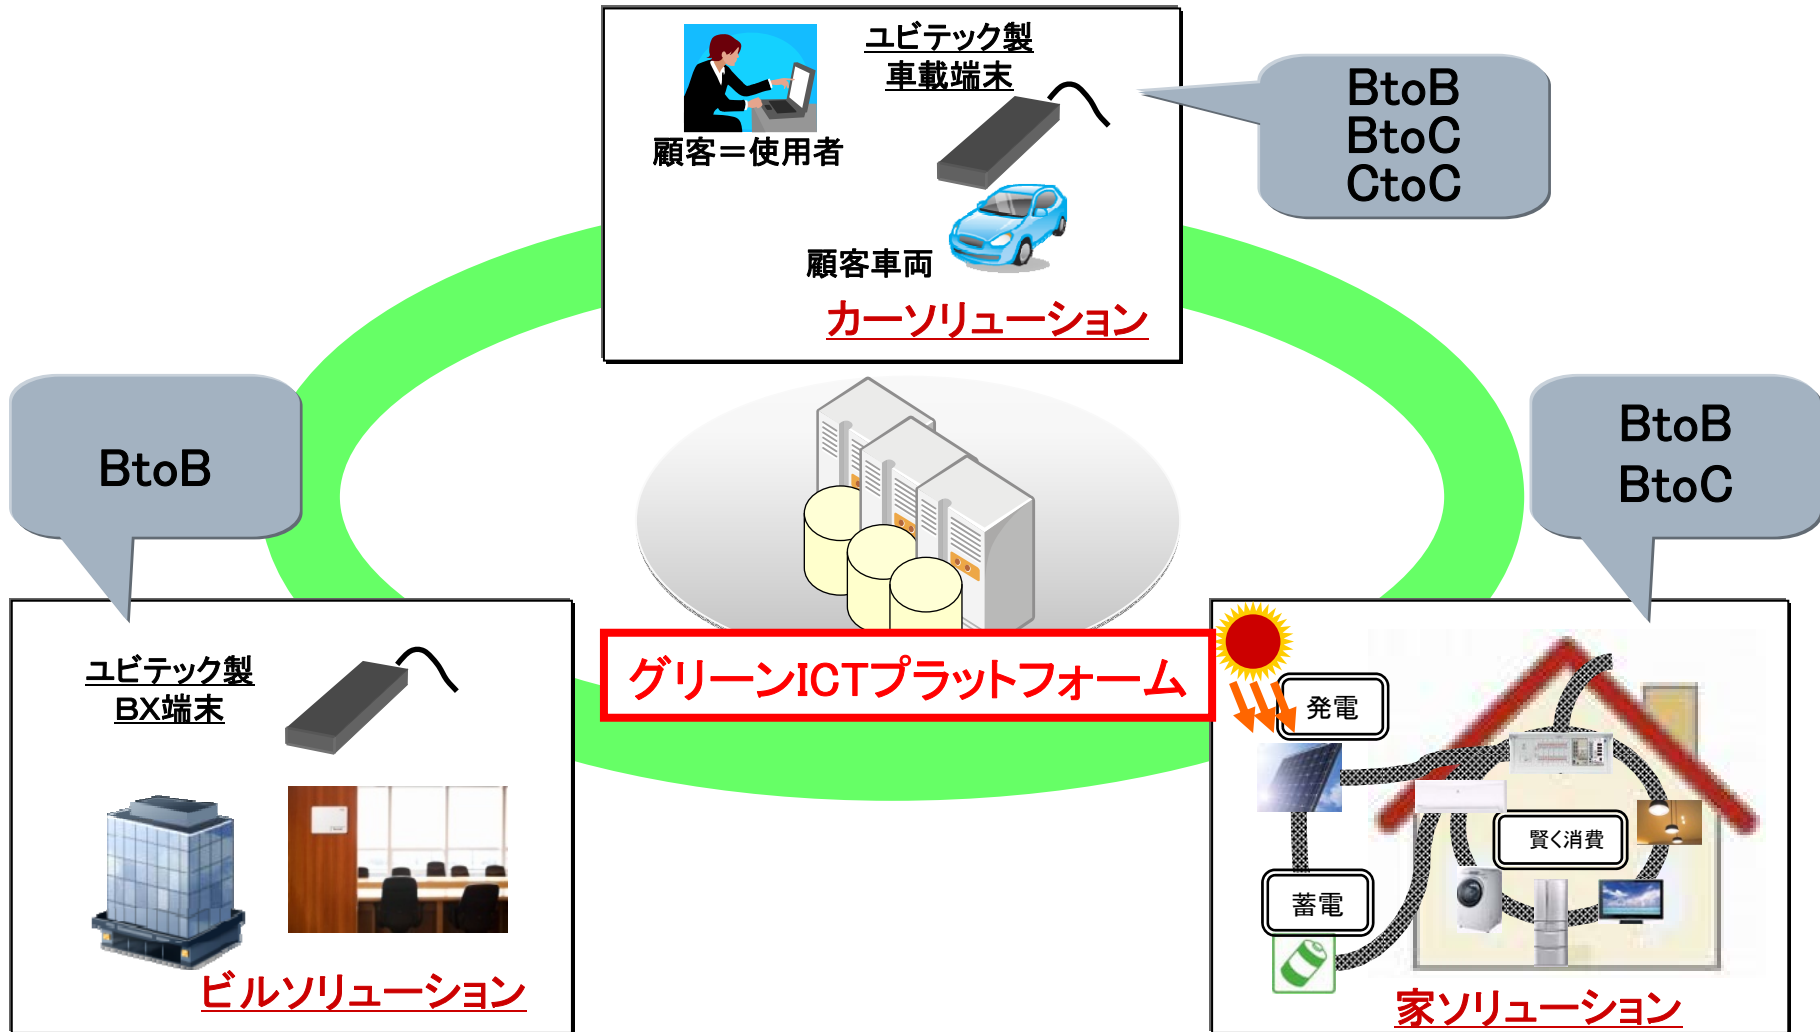 ユビテック製
車載端末
顧客＝使用者
顧客車両
カーソリューション
BtoB
BtoC
CtoC
BtoB
BtoB
BtoC
グリーンICTプラットフォーム
ユビテック製
BX端末
ビルソリューション
発電
賢く消費
蓄電
家ソリューション